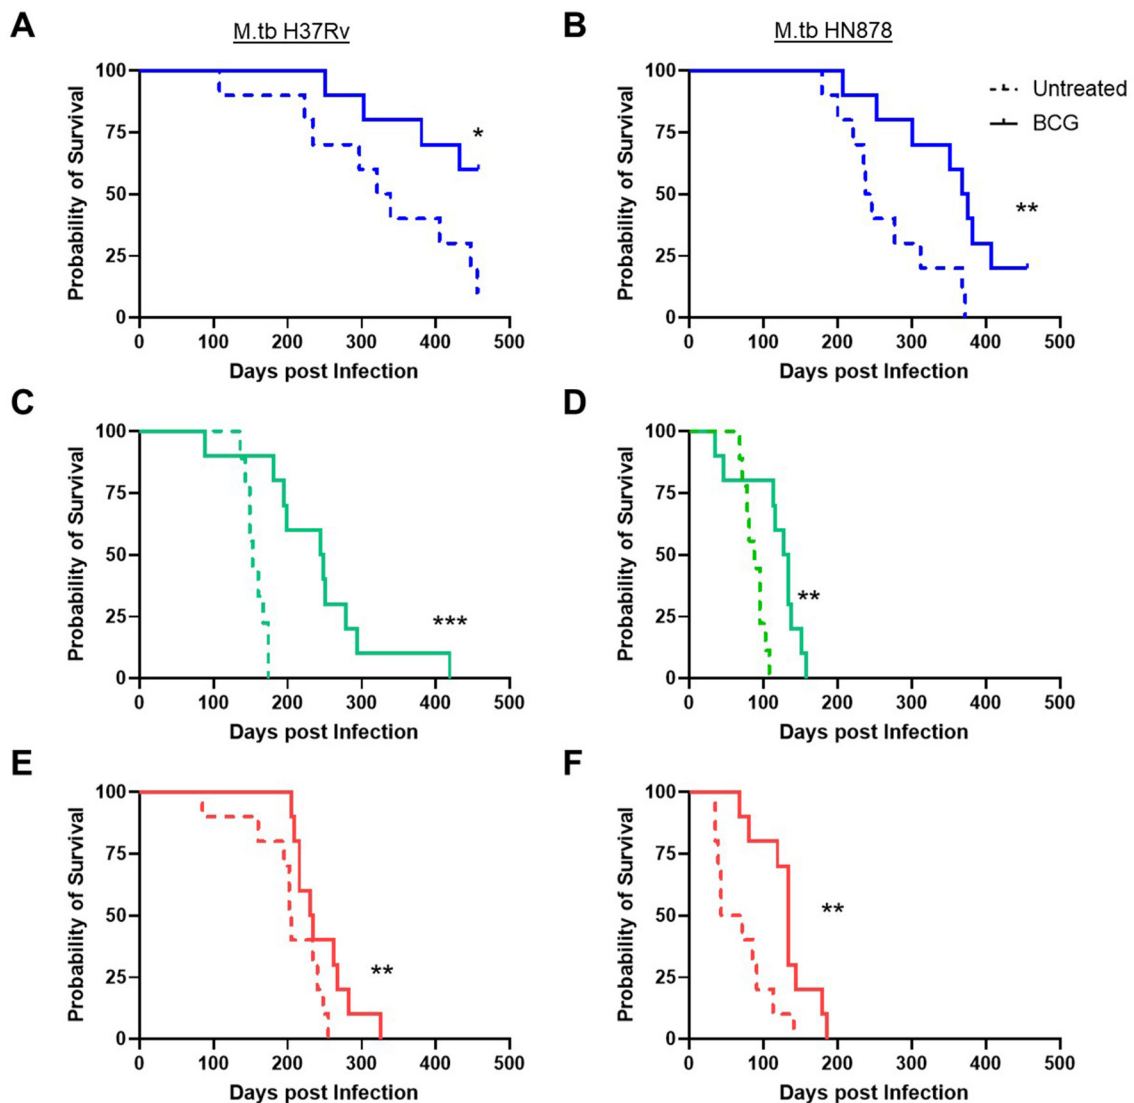 A
M.tb H37Rv
Probability of Survival
100
75
50
25
0
*
0 100 200 300 400 500
Days post Infection
B
M.tb HN878
Untreated
BCG
Probability of Survival
100
75
50
25
0
**
0 100 200 300 400 500
Days post Infection
C
Probability of Survival
100
75
50
25
0
***
0 100 200 300 400 500
Days post Infection
D
Probability of Survival
100
75
50
25
0
**
0 100 200 300 400 500
Days post Infection
E
Probability of Survival
100
75
50
25
0
**
0 100 200 300 400 500
Days post Infection
F
Probability of Survival
100
75
50
25
0
**
0 100 200 300 400 500
Days post Infection